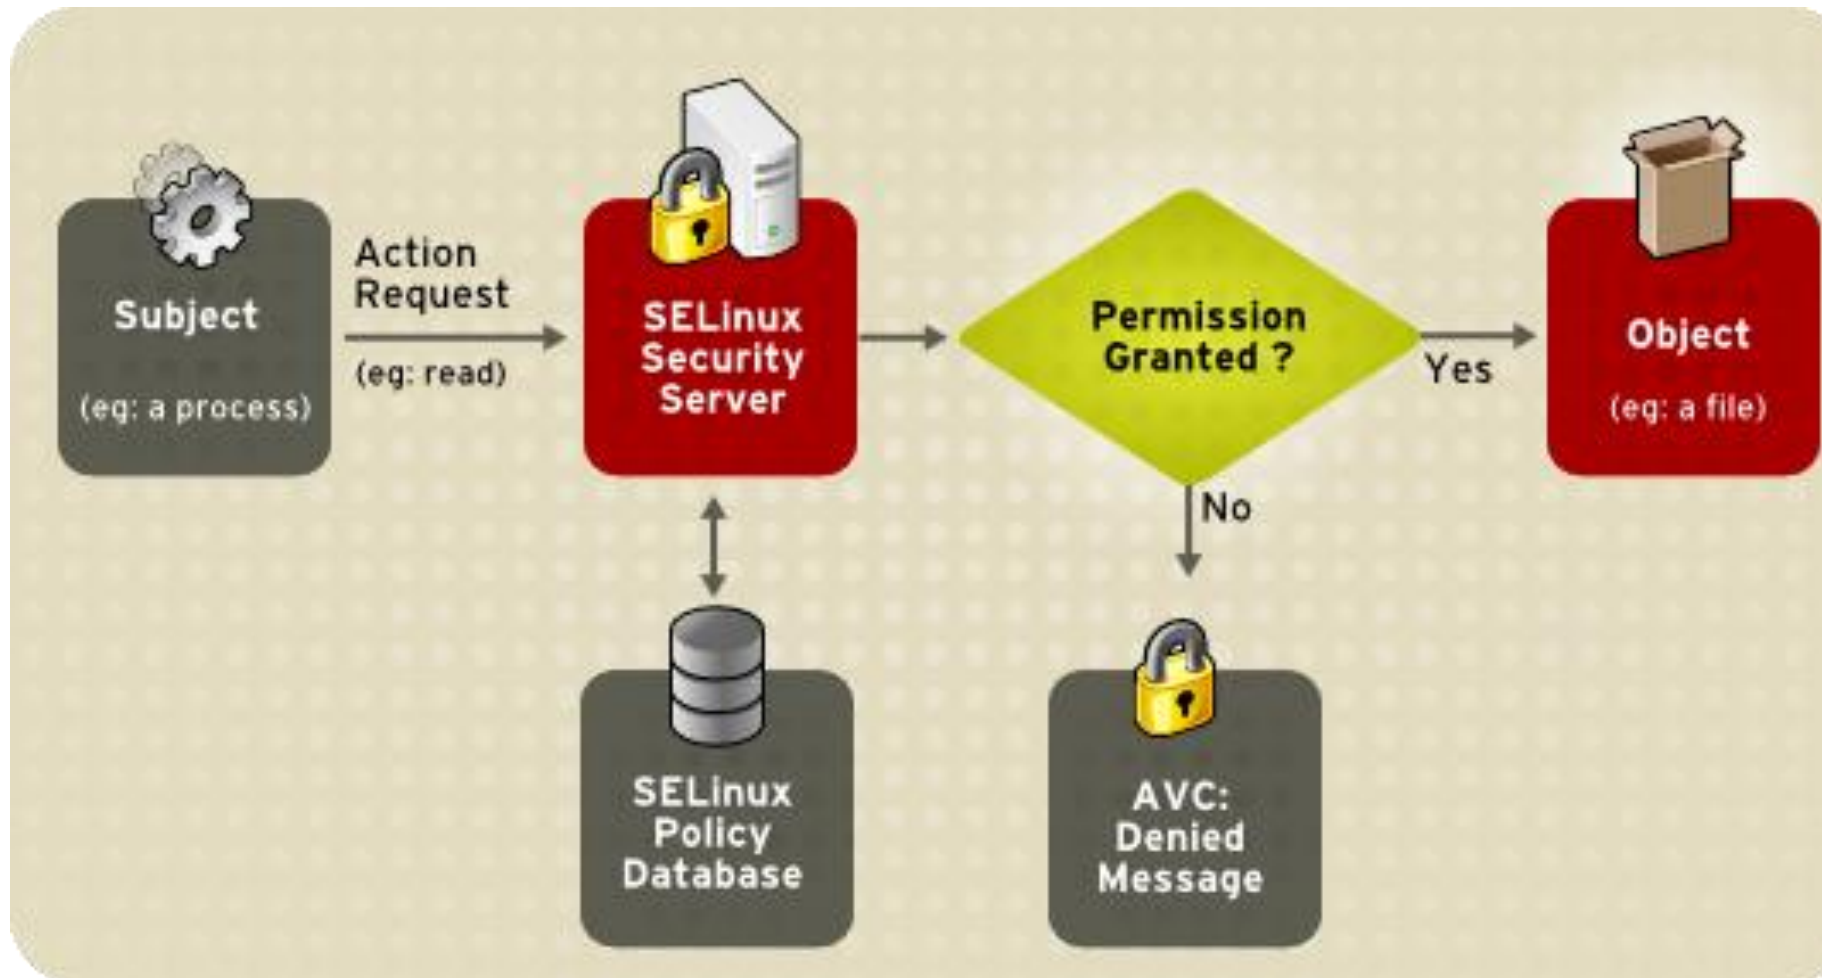 Subject
(eg: a process)
Action
Request
(eg: read)
SELinux
Security
Server
Permission
Granted ?
Yes
Object
(eg: a file)
No
SELinux
Policy
Database
AVC:
Denied
Message